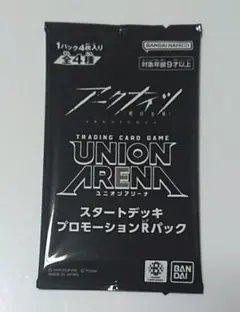 1パック4枚入り
全4種
BANDAI NAMCO
対象年齢9才以上
アークナイツ
TRADING CARD GAME
UNION ARENA
ユニオンアリーナ
スタートデッキ
プロモーションRパック
BANDAI